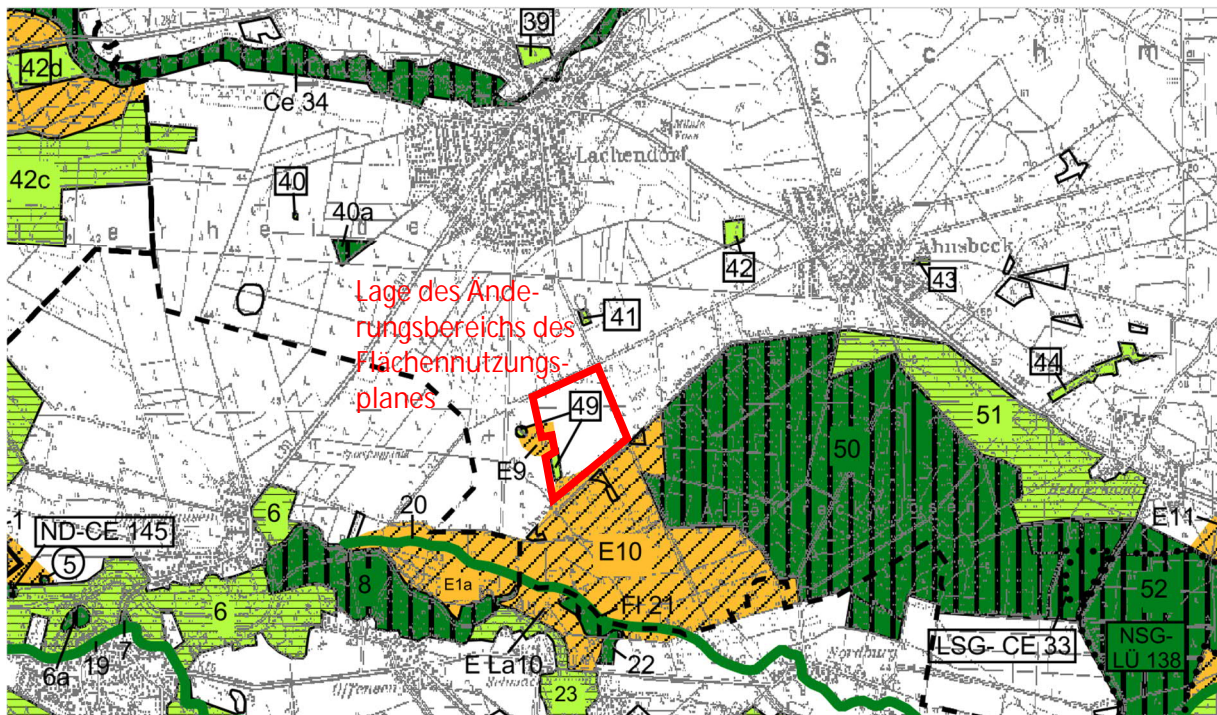 39
42d
Ce 34
S c h m
Lachendorf
42c
40
40a
42
Ahnsbeck
43
Lage des Ände-
rungsbereichs des
Flächennutzungs-
planes
41
44
49
51
50
E9
20
6
ND-CE 145
5
E10
E11
E1a
8
6
Fl 21
52
LSG- CE 33
NSG-
LÜ 138
6a
19
7
E La10
22
Nordburg
Offensen
23